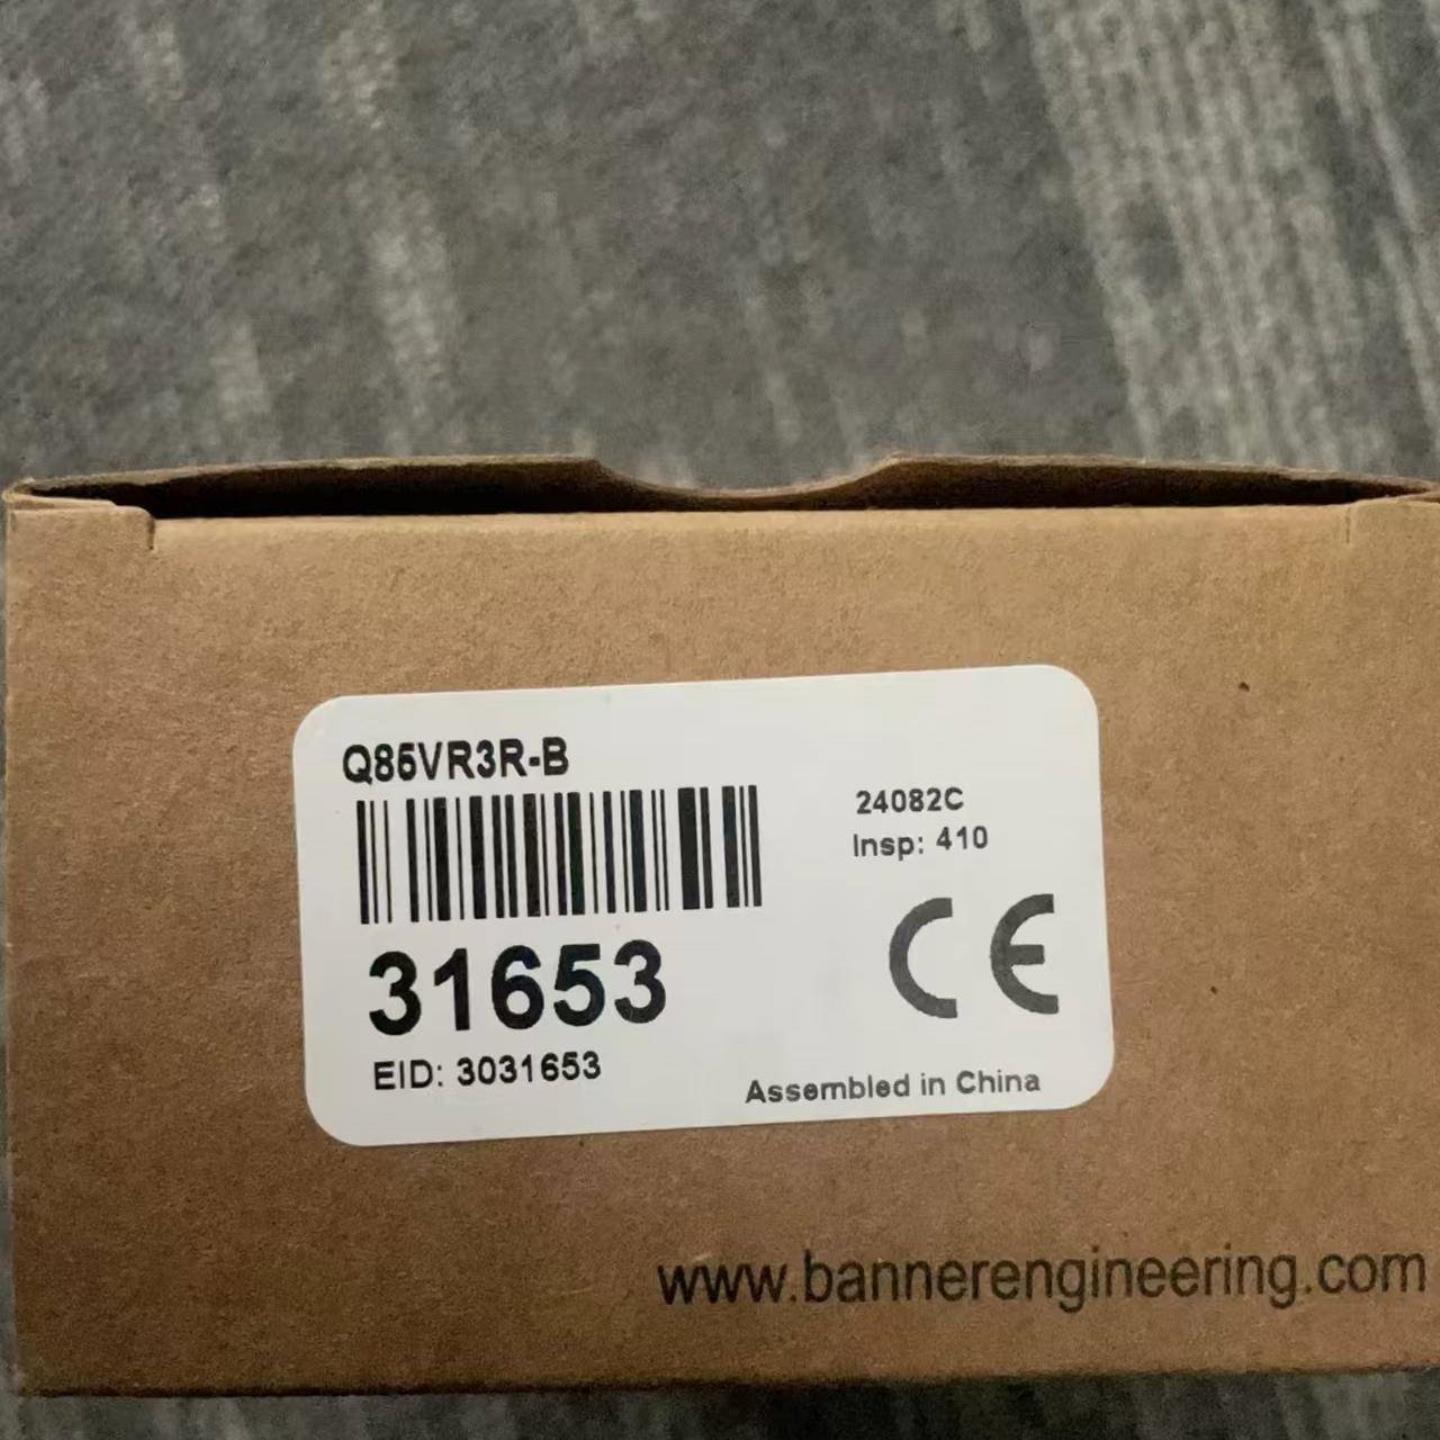 Q85VR3R-B
24082C
Insp: 410
31653
CE
EID: 3031653
Assembled in China
www.bannerengineering.com